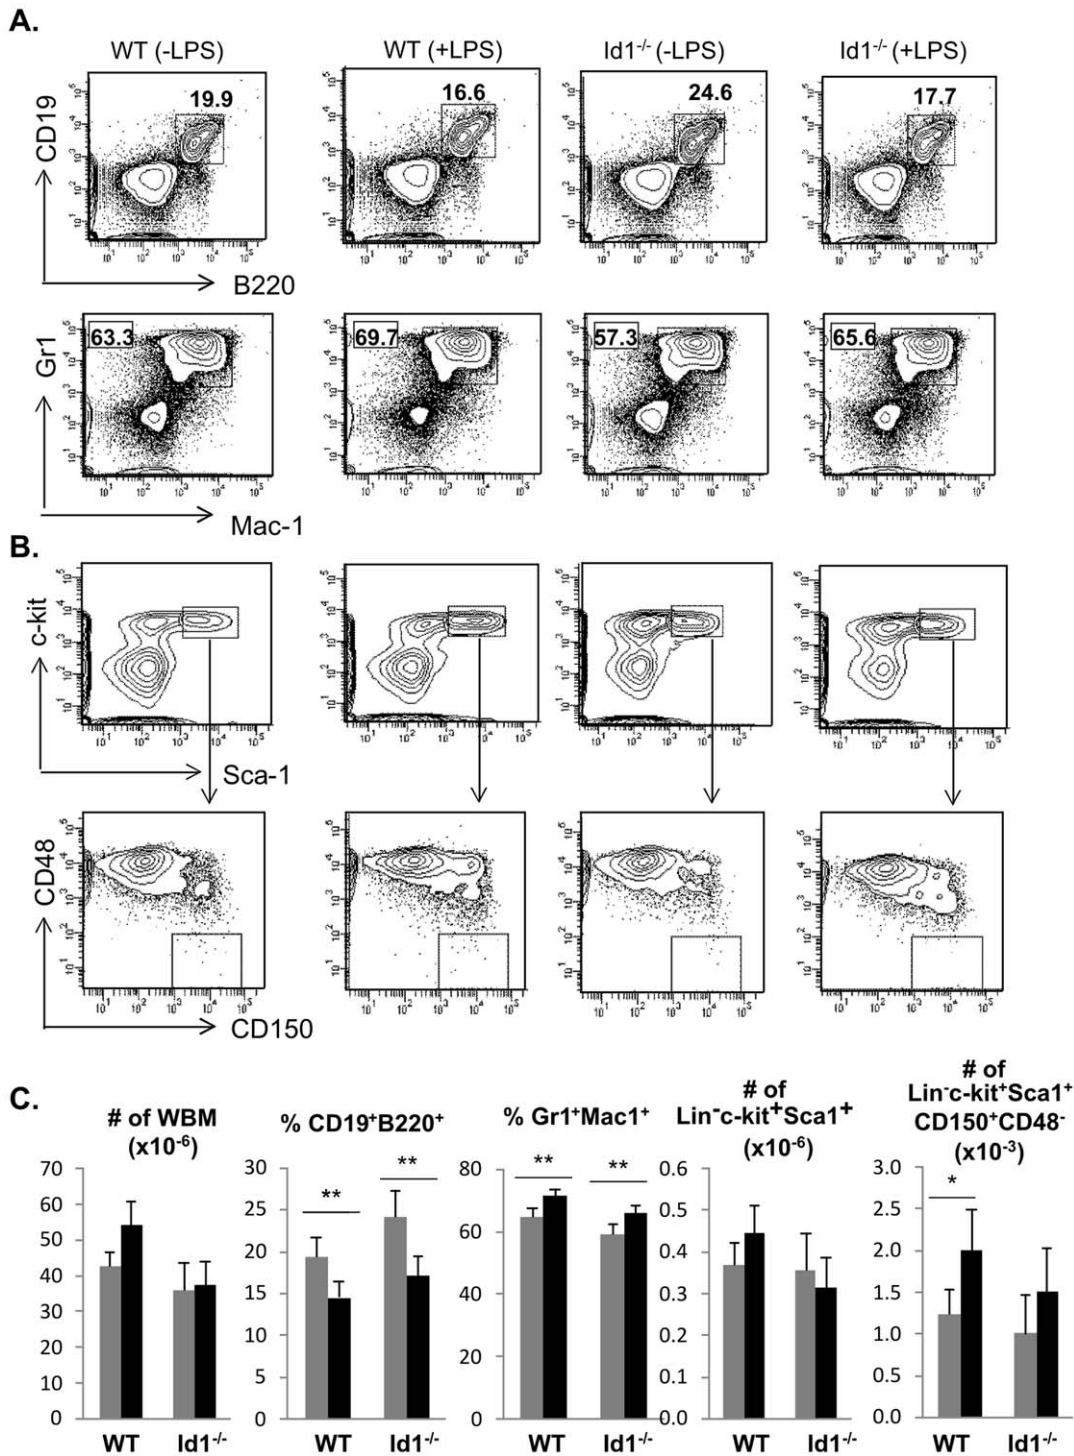 A.
WT (-LPS) WT (+LPS) Id1-/- (-LPS) Id1-/- (+LPS)
CD19
19.9 16.6 24.6 17.7
B220
Gr1
63.3 69.7 57.3 65.6
Mac-1
B.
c-kit
Sca-1
CD48
CD150
C.
# of WBM
(x10-6)
70
60
50
40
30
20
10
0
WT Id1-/-
% CD19+B220+
30
25
20
15
10
5
0
** **
WT Id1-/-
% Gr1+Mac1+
80
60
40
20
0
** **
WT Id1-/-
# of
Lin-c-kit+Sca1+
(x10-6)
0.6
0.5
0.4
0.3
0.2
0.1
0.0
WT Id1-/-
# of
Lin-c-kit+Sca1+
CD150+CD48-
(x10-3)
3.0
2.5
2.0
1.5
1.0
0.5
0.0
*
WT Id1-/-